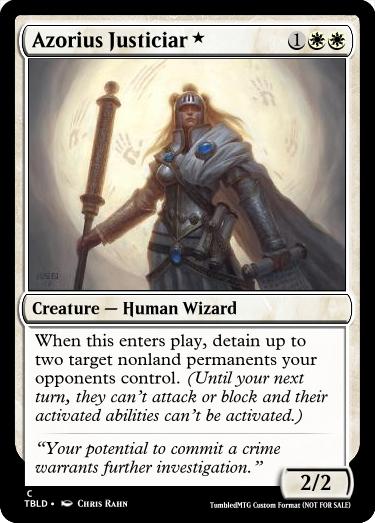 Azorius Justiciar ★ 1
Creature — Human Wizard
When this enters play, detain up to
two target nonland permanents your
opponents control. (Until your next
turn, they can't attack or block and their
activated abilities can't be activated.)
“Your potential to commit a crime
warrants further investigation.”
2/2
C
TBLD • Chris Rahn
TumbledMTG Custom Format (NOT FOR SALE)